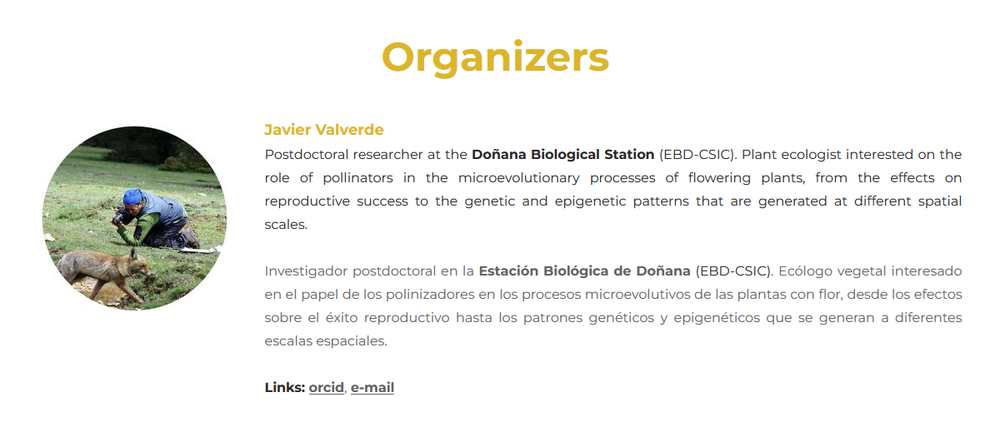 Organizers
Javier Valverde
Postdoctoral researcher at the Doñana Biological Station (EBD-CSIC). Plant ecologist interested on the
role of pollinators in the microevolutionary processes of flowering plants, from the effects on
reproductive success to the genetic and epigenetic patterns that are generated at different spatial
scales.
Investigador postdoctoral en la Estación Biológica de Doñana (EBD-CSIC). Ecólogo vegetal interesado
en el papel de los polinizadores en los procesos microevolutivos de las plantas con flor, desde los efectos
sobre el éxito reproductivo hasta los patrones genéticos y epigenéticos que se generan a diferentes
escalas espaciales.
Links: orcid, e-mail